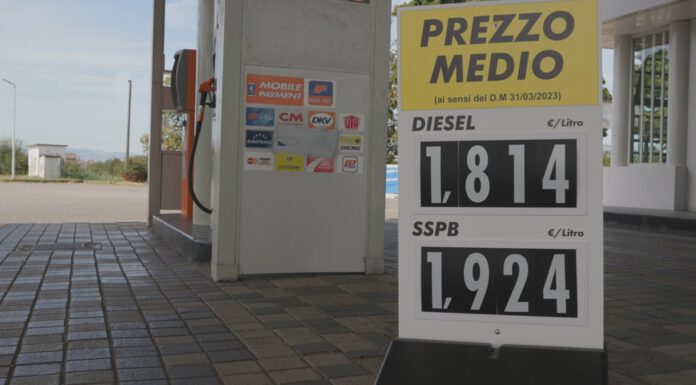 PREZZO
MEDIO
(ai sensi del D.M 31/03/2023)
DIESEL €/Litro
1,814
SSPB €/Litro
1,924
MOBILE
PAYMENT
CM
DKV
UTA